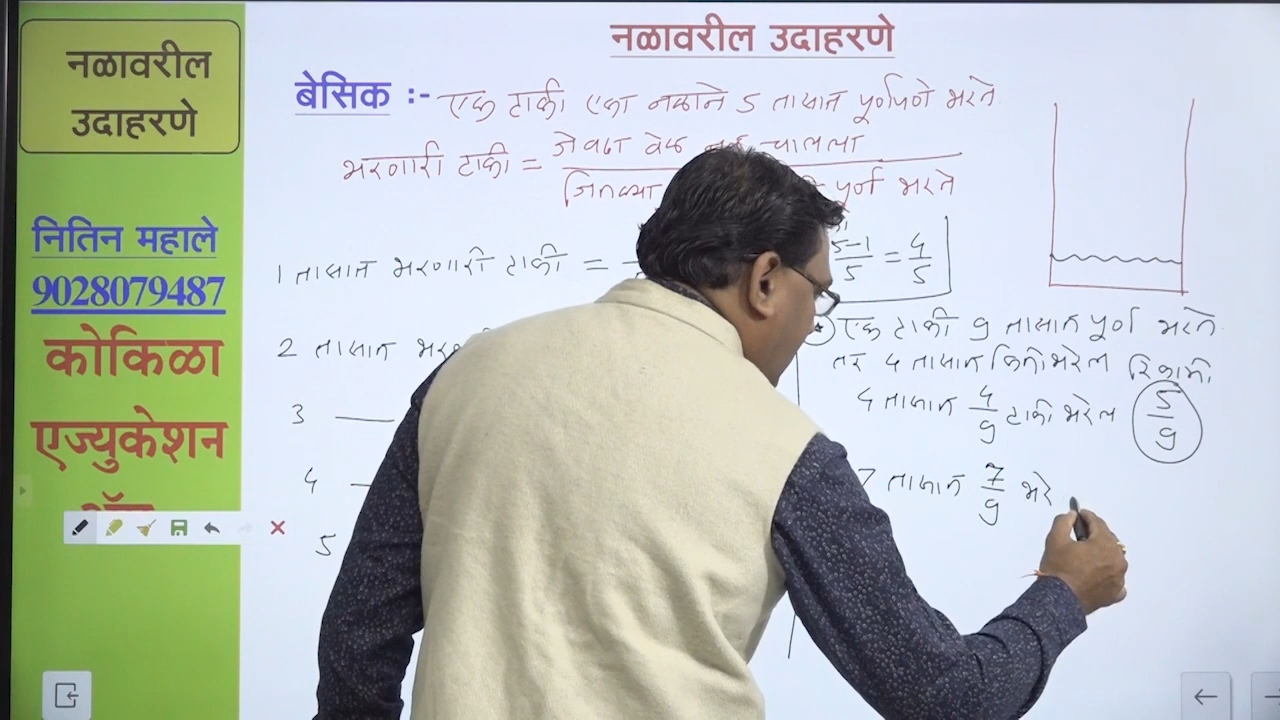 नळावरील उदाहरणे
नळावरील
उदाहरणे
नितिन महाले
9028079487
कोकिळा
एज्युकेशन
बेसिक :- एक टाकी एका नळाने 5 तासात पूर्णपणे भरते.
भरणारी टाकी = जेवढा वेळ चालला
पूर्ण भरते
1 तासात भरणारी टाकी =
5-1/5 = 4/5
2 तासात
3
4
5
एक टाकी 9 तासात पूर्ण भरते
तर 4 तासात किती भरेल रिकामी
4 तासात 4/9 टाकी भरेल 5/9
7 तासात 7/9 भरे